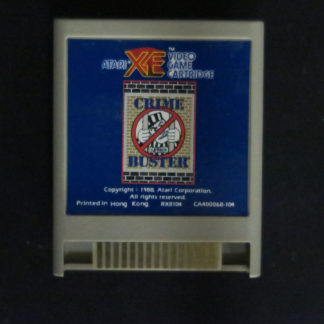 ATARI XE ™ VIDEO
GAME
CARTRIDGE
CRIME
BUSTER
Copyright © 1988, Atari Corporation.
All rights reserved.
Printed in Hong Kong. RX8104 CA400068-104